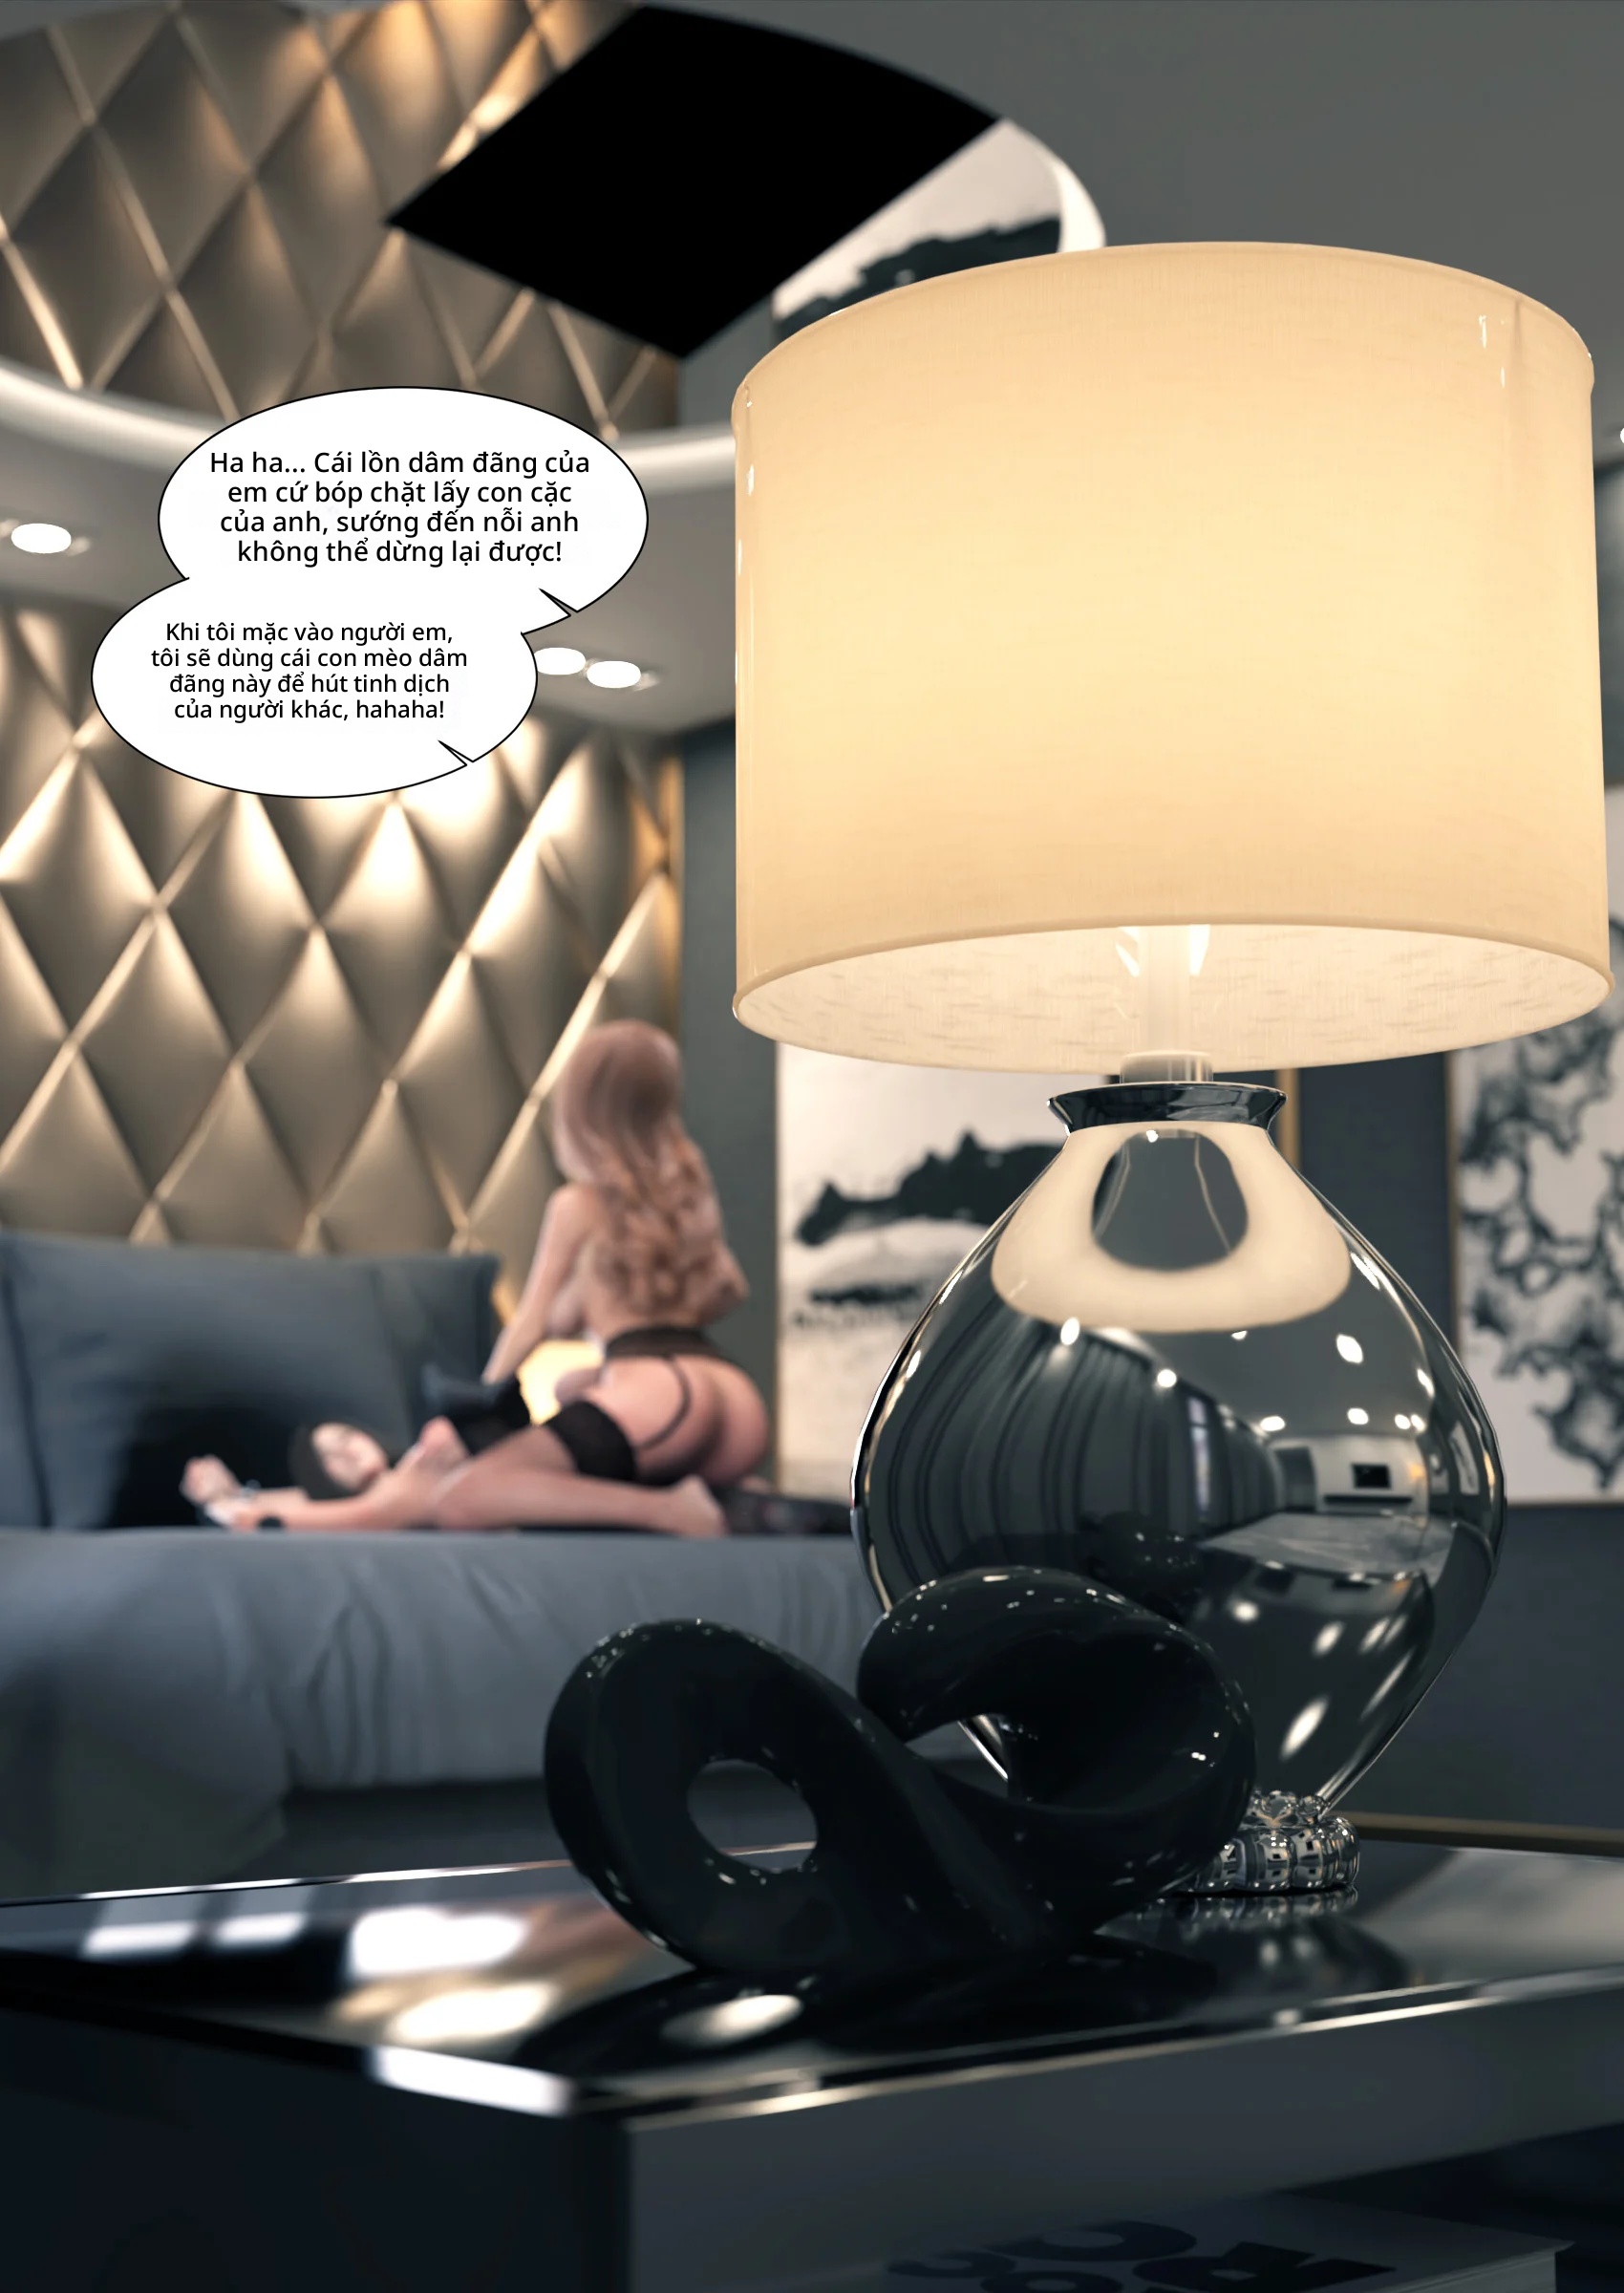 Ha ha... Cái lồn dâm đãng của
em cứ bóp chặt lấy con cặc
của anh, sướng đến nỗi anh
không thể dừng lại được!
Khi tôi mặc vào người em,
tôi sẽ dùng cái con mèo dâm
đãng này để hút tinh dịch
của người khác, hahaha!